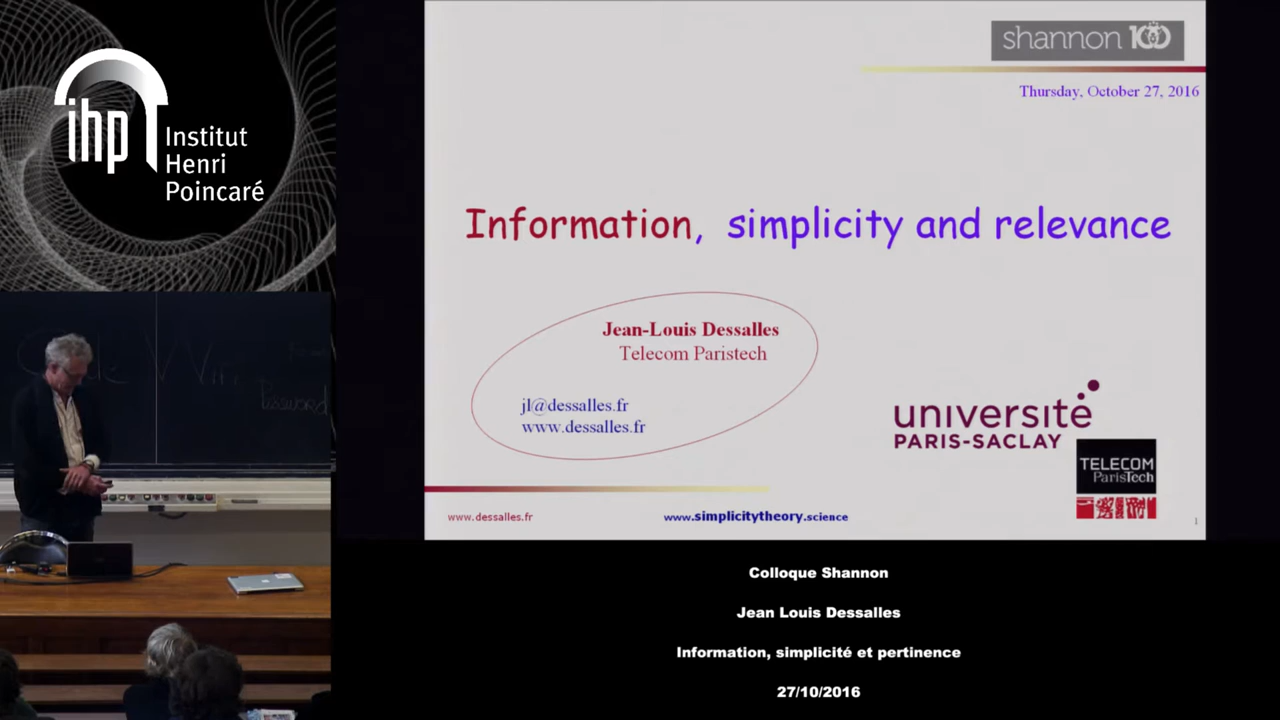 ihp
Institut
Henri
Poincaré
shannon 100
Thursday, October 27, 2016
Information, simplicity and relevance
Jean-Louis Dessalles
Telecom Paristech
jl@dessalles.fr
www.dessalles.fr
université
PARIS-SACLAY
TELECOM
ParisTech
www.dessalles.fr
www.simplicitytheory.science
1
Password
Colloque Shannon
Jean Louis Dessalles
Information, simplicité et pertinence
27/10/2016